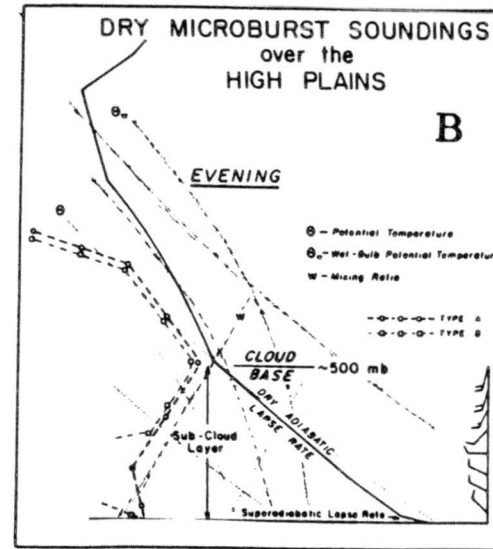 DRY MICROBURST SOUNDINGS
over the
HIGH PLAINS
B
θw
EVENING
θ
θ – Potential Temperature
θw – Wet-Bulb Potential Temperature
w – Mixing Ratio
w
TYPE A
TYPE B
CLOUD
BASE
~500 mb
DRY ADIABATIC
LAPSE RATE
Sub-Cloud
Layer
Superadiabatic Lapse Rate